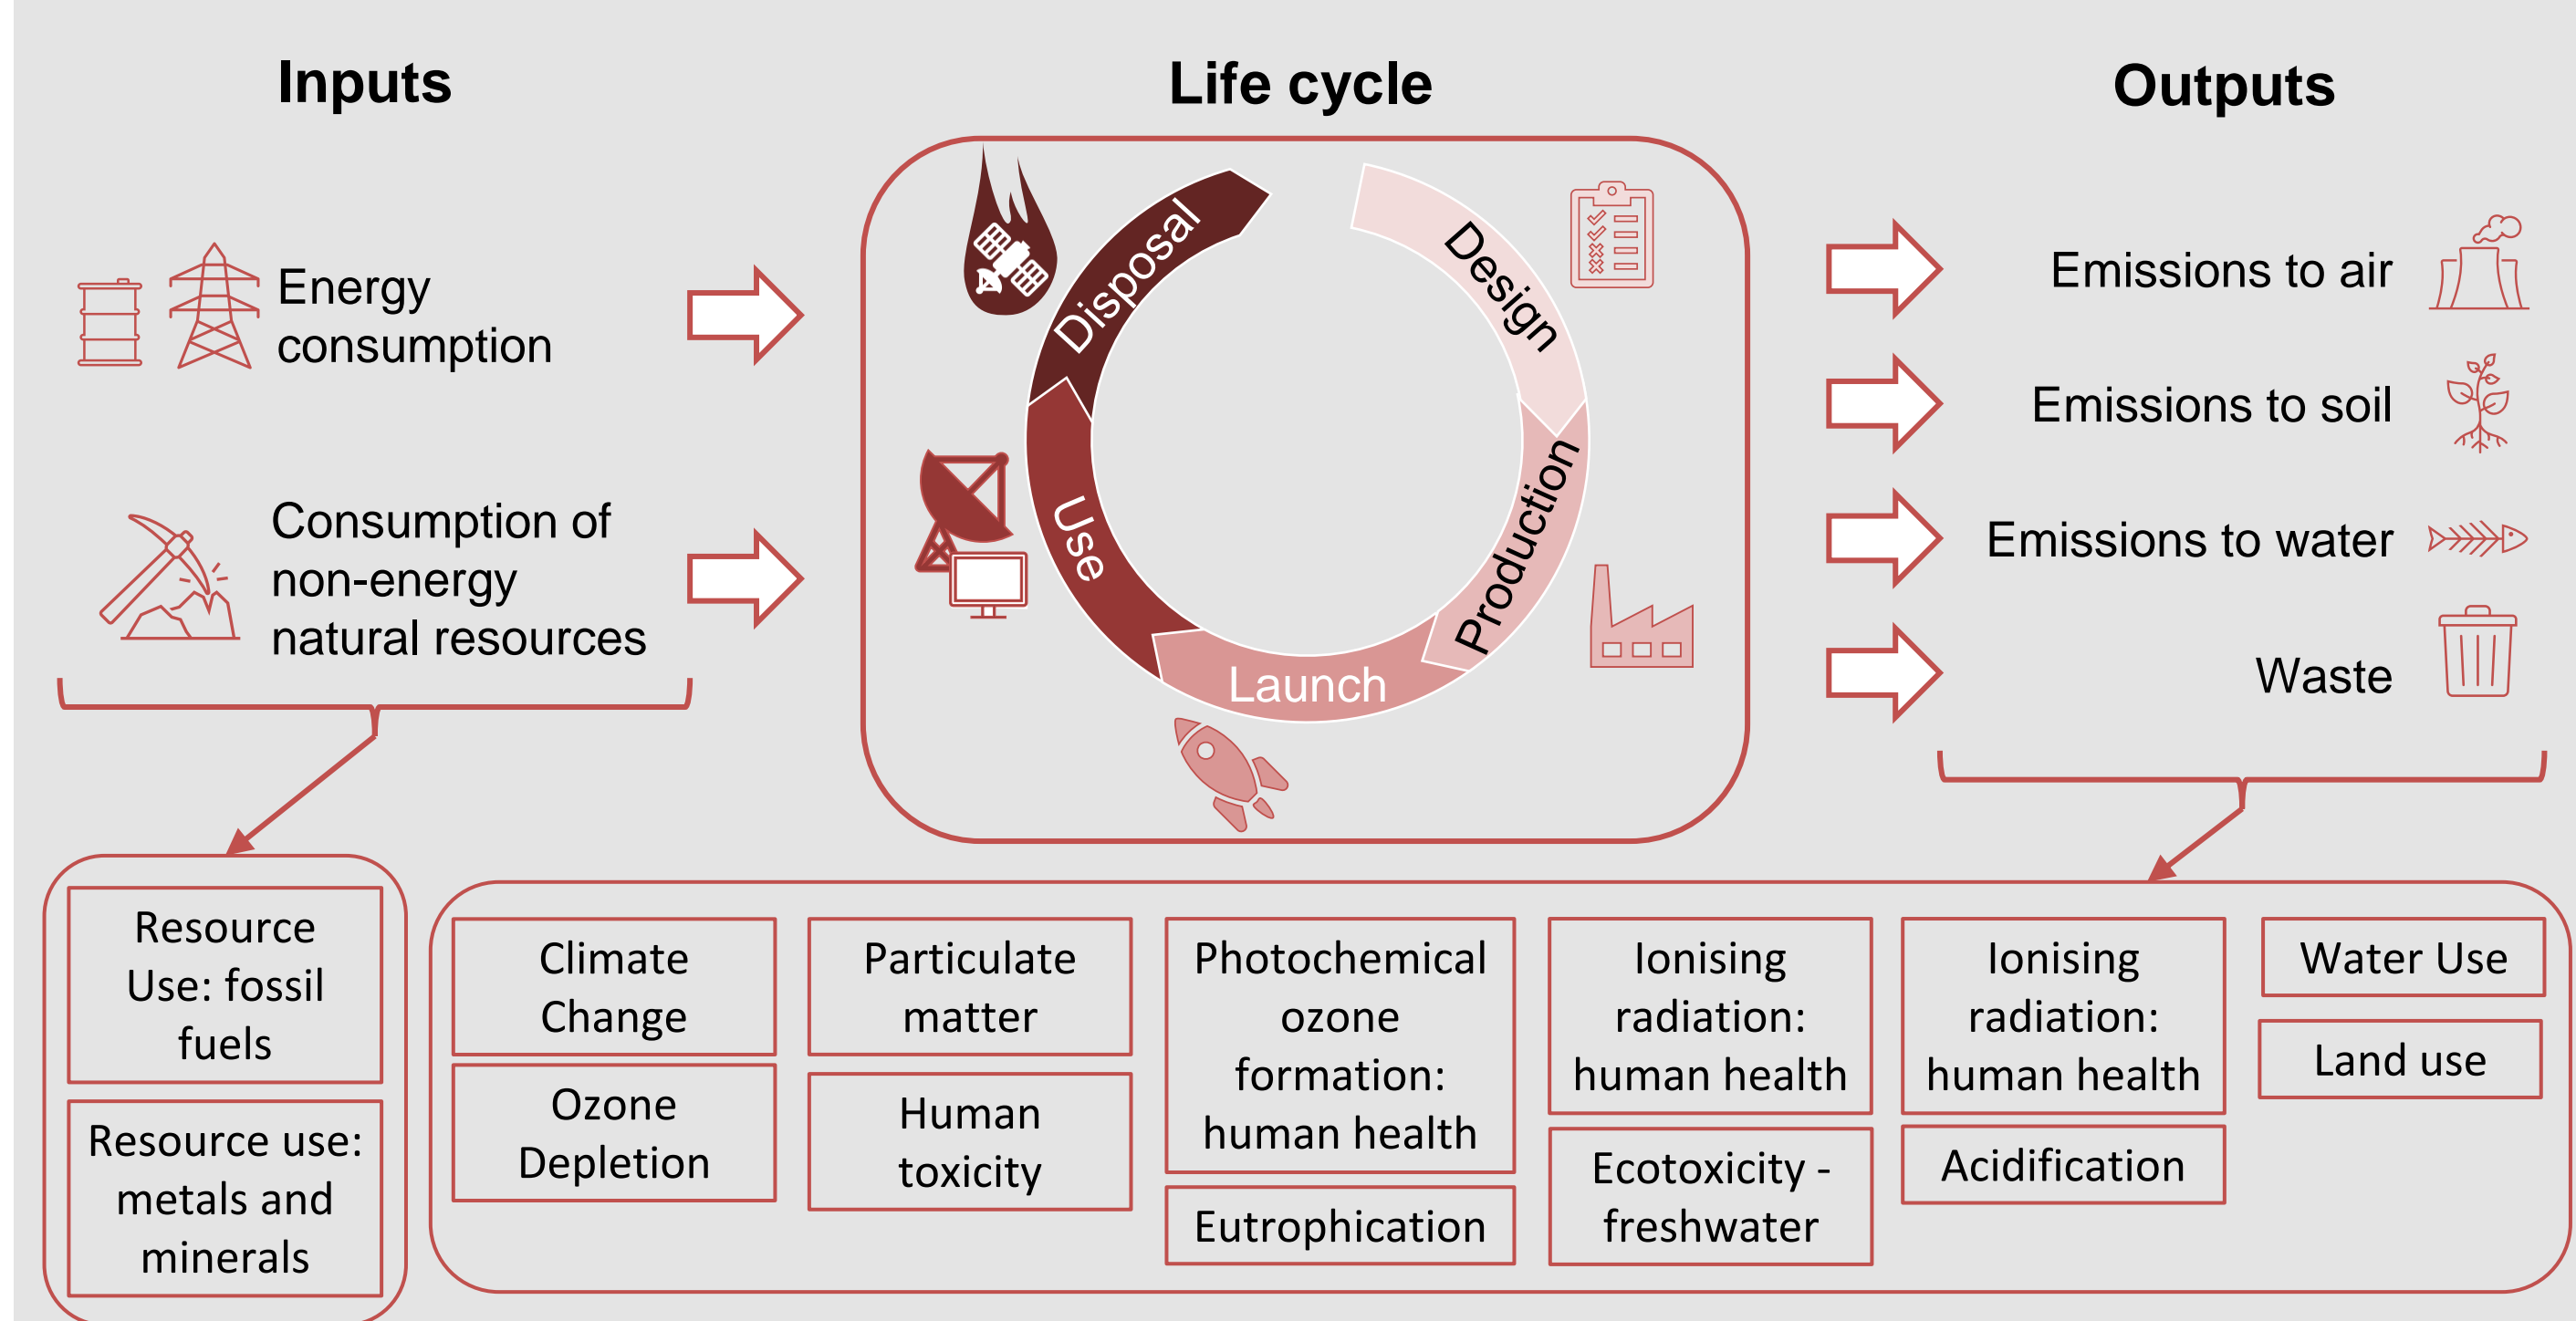 Inputs
Life cycle
Outputs
Energy
consumption
Consumption of
non-energy
natural resources
Design
Production
Launch
Use
Disposal
Emissions to air
Emissions to soil
Emissions to water
Waste
Resource
Use: fossil
fuels
Resource use:
metals and
minerals
Climate
Change
Ozone
Depletion
Particulate
matter
Human
toxicity
Photochemical
ozone
formation:
human health
Eutrophication
Ionising
radiation:
human health
Ecotoxicity -
freshwater
Ionising
radiation:
human health
Acidification
Water Use
Land use